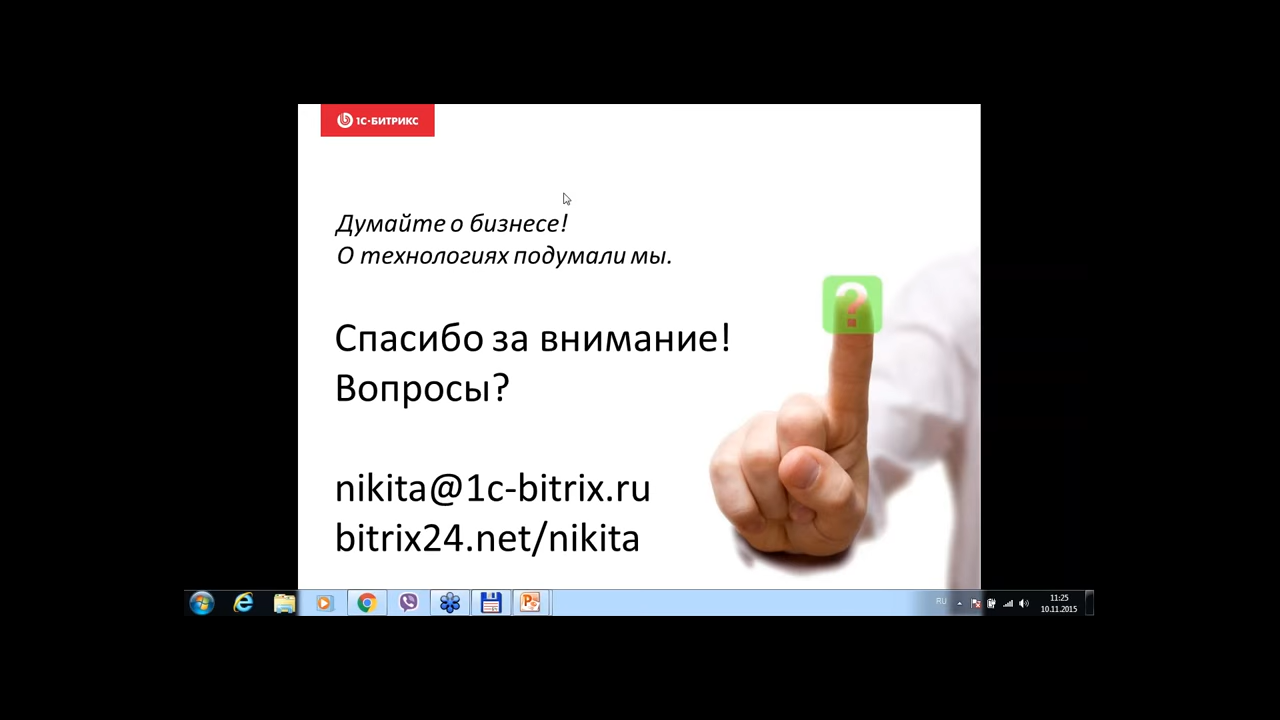 1С-БИТРИКС
Думайте о бизнесе!
О технологиях подумали мы.
?
Спасибо за внимание!
Вопросы?
nikita@1c-bitrix.ru
bitrix24.net/nikita
RU
11:25
10.11.2015